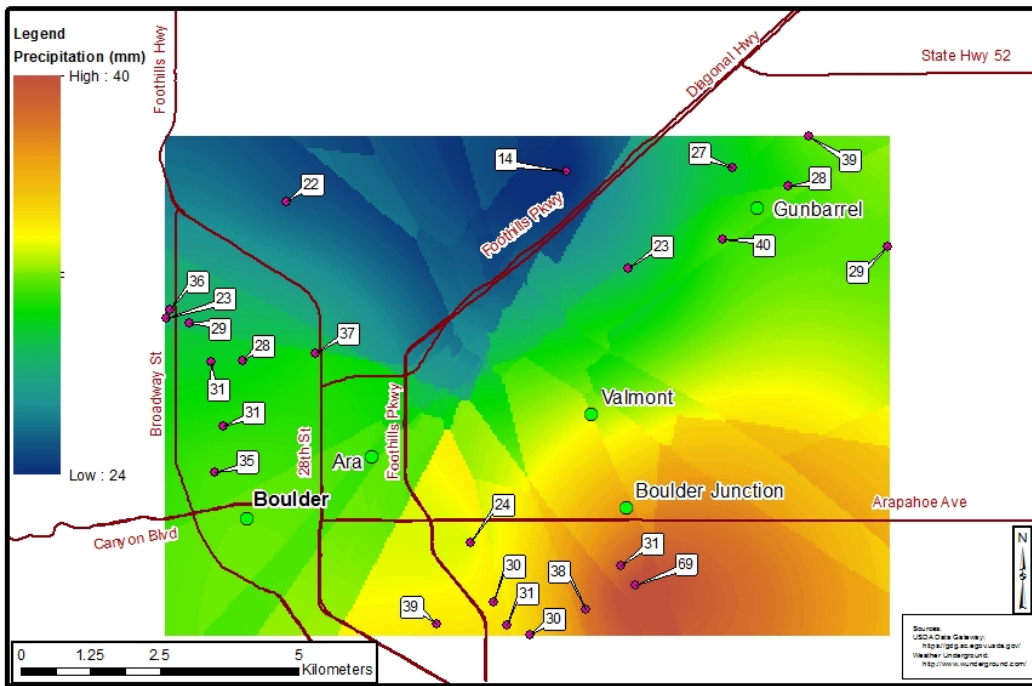 Legend
Precipitation (mm)
High : 40
Low : 24
Foothills Hwy
Diagonal Hwy
State Hwy 52
39
27
14
28
22
Gunbarrel
Foothills Pkwy
40
23
29
36
23
29
37
28
31
Broadway St
Valmont
31
28th St
Foothills Pkwy
Ara
35
Boulder
Boulder Junction
Arapahoe Ave
Canyon Blvd
24
31
69
30
38
39
31
30
N
0 1.25 2.5 5
Kilometers
Sources:
USDA Data Gateway:
https://gdg.sc.egov.usda.gov/
Weather Underground:
http://www.wunderground.com/